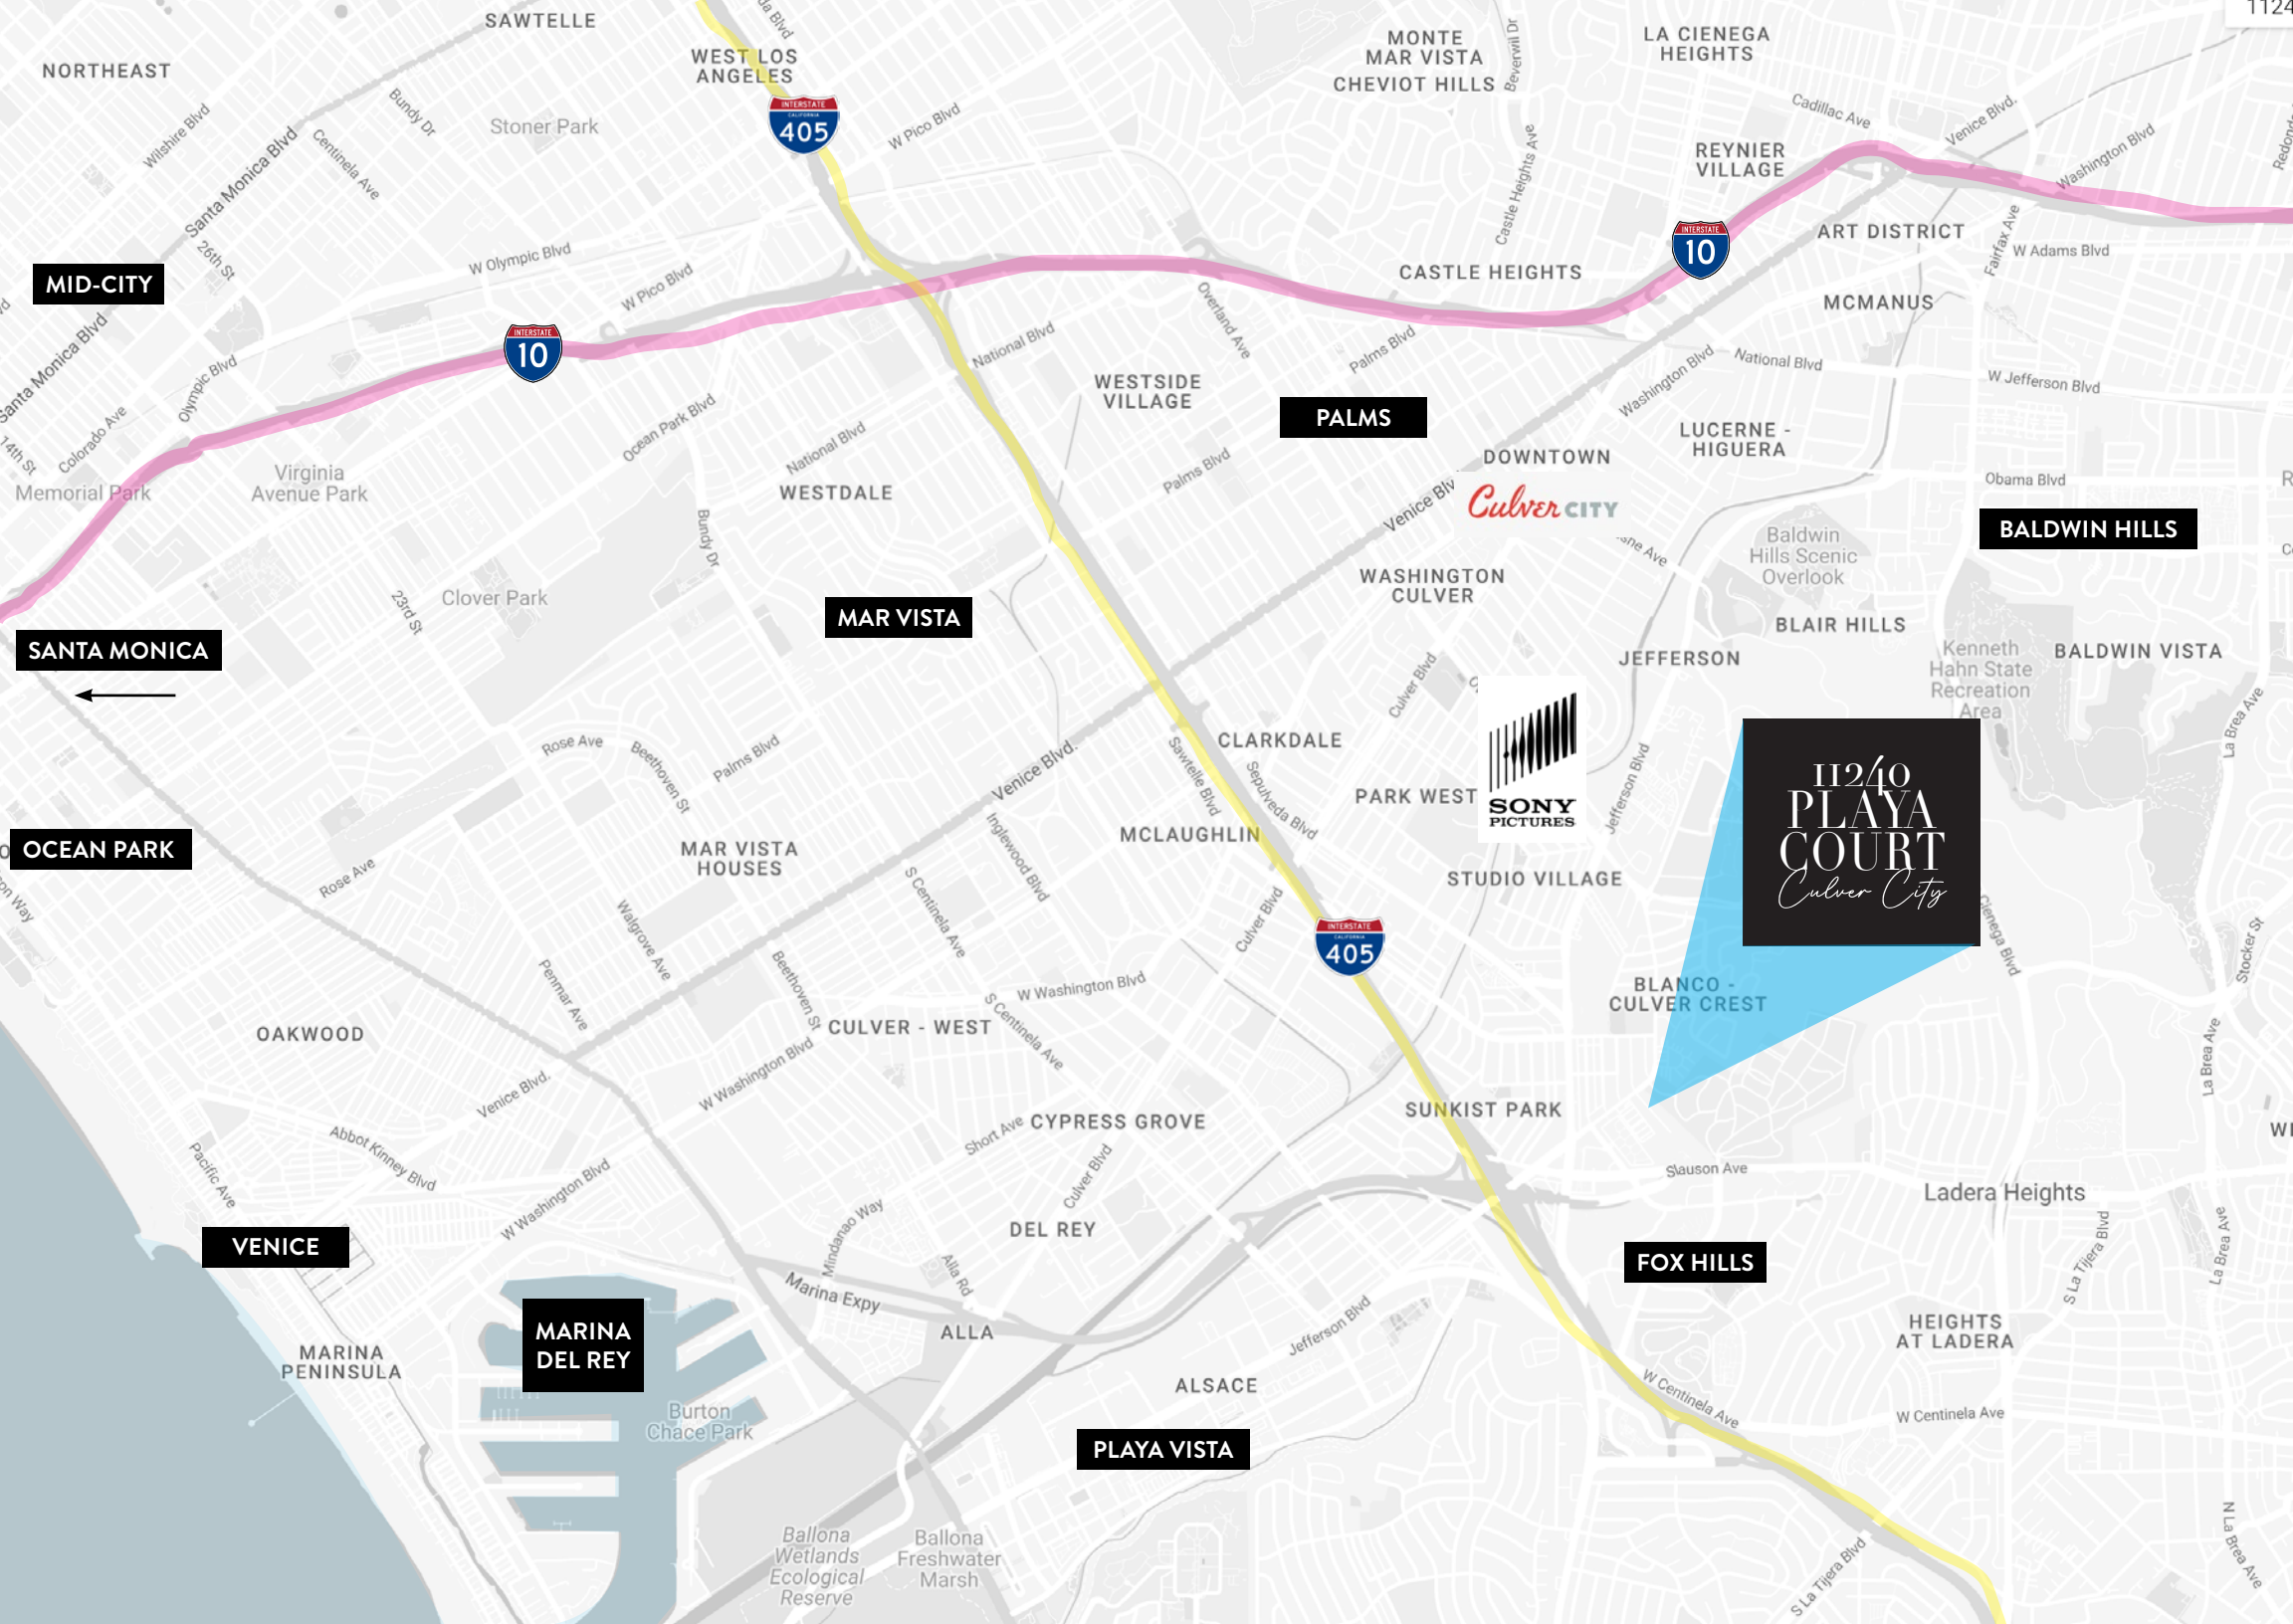 1124
SAWTELLE
NORTHEAST
WEST LOS
ANGELES
MONTE
MAR VISTA
CHEVIOT HILLS
Beverwil Dr
LA CIENEGA
HEIGHTS
Wilshire Blvd
Bundy Dr
Stoner Park
INTERSTATE
CALIFORNIA
405
W Pico Blvd
Cadillac Ave
Venice Blvd.
Washington Blvd
Santa Monica Blvd
Centinela Ave
Castle Heights Ave
REYNIER
VILLAGE
26th St
W Olympic Blvd
W Pico Blvd
INTERSTATE
10
ART DISTRICT
Fairfax Ave
W Adams Blvd
MID-CITY
CASTLE HEIGHTS
MCMANUS
Santa Monica Blvd
INTERSTATE
10
National Blvd
Overland Ave
Palms Blvd
Washington Blvd
National Blvd
W Jefferson Blvd
Olympic Blvd
Colorado Ave
14th St
Ocean Park Blvd
National Blvd
WESTSIDE
VILLAGE
PALMS
LUCERNE -
HIGUERA
Virginia
Avenue Park
Memorial Park
WESTDALE
Palms Blvd
DOWNTOWN
Culver CITY
Venice Blv
Obama Blvd
BALDWIN HILLS
Bundy Dr
Baldwin
Hills Scenic
Overlook
WASHINGTON
CULVER
23rd St
Clover Park
MAR VISTA
BLAIR HILLS
SANTA MONICA
JEFFERSON
Kenneth
Hahn State
Recreation
Area
BALDWIN VISTA
Culver Blvd
La Brea Ave
Rose Ave
Beethoven St
Palms Blvd
Venice Blvd.
Sawtelle Blvd
CLARKDALE
Sepulveda Blvd
PARK WEST
SONY
PICTURES
Jefferson Blvd
11240
PLAYA
COURT
Culver City
OCEAN PARK
Rose Ave
MAR VISTA
HOUSES
MCLAUGHLIN
Inglewood Blvd
STUDIO VILLAGE
Walgrove Ave
S Centinela Ave
Culver Blvd
INTERSTATE
CALIFORNIA
405
Cienega Blvd
Stocker St
Penmar Ave
Beethoven St
W Washington Blvd
S Centinela Ave
BLANCO -
CULVER CREST
OAKWOOD
CULVER - WEST
W Washington Blvd
La Brea Ave
Venice Blvd.
Abbot Kinney Blvd
Pacific Ave
Short Ave
CYPRESS GROVE
SUNKIST PARK
W Washington Blvd
Culver Blvd
Slauson Ave
Ladera Heights
Mindanao Way
DEL REY
VENICE
Alla Rd
Marina Expy
FOX HILLS
S La Tijera Blvd
La Brea Ave
MARINA
DEL REY
ALLA
Jefferson Blvd
HEIGHTS
AT LADERA
MARINA
PENINSULA
ALSACE
W Centinela Ave
W Centinela Ave
Burton
Chace Park
PLAYA VISTA
Ballona
Wetlands
Ecological
Reserve
Ballona
Freshwater
Marsh
S La Tijera Blvd
N La Brea Ave